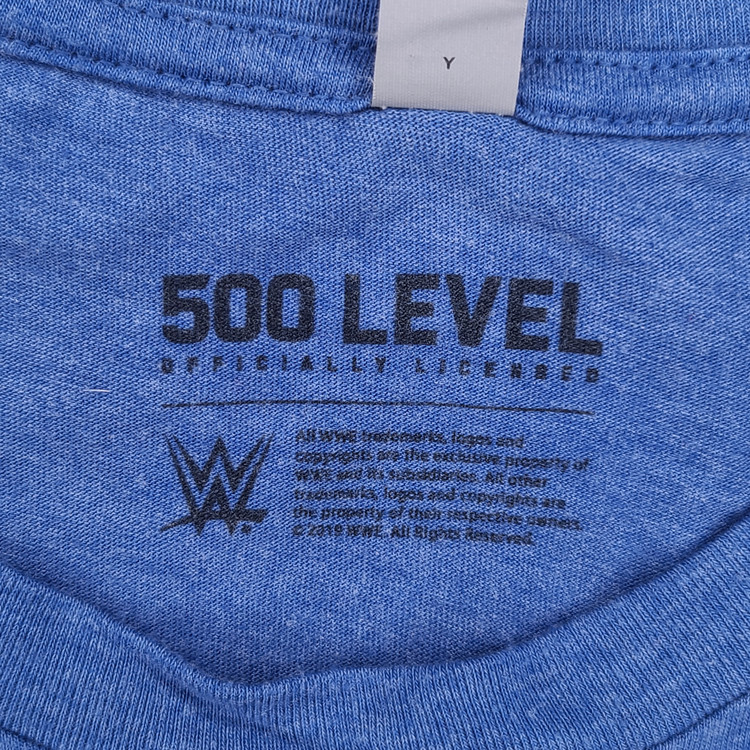 Y
500 LEVEL
OFFICIALLY LICENSED
All WWE trademarks, logos and
copyrights are the exclusive property of
WWE and its subsidiaries. All other
trademarks, logos and copyrights are
the property of their respective owners.
© 2019 WWE. All Rights Reserved.